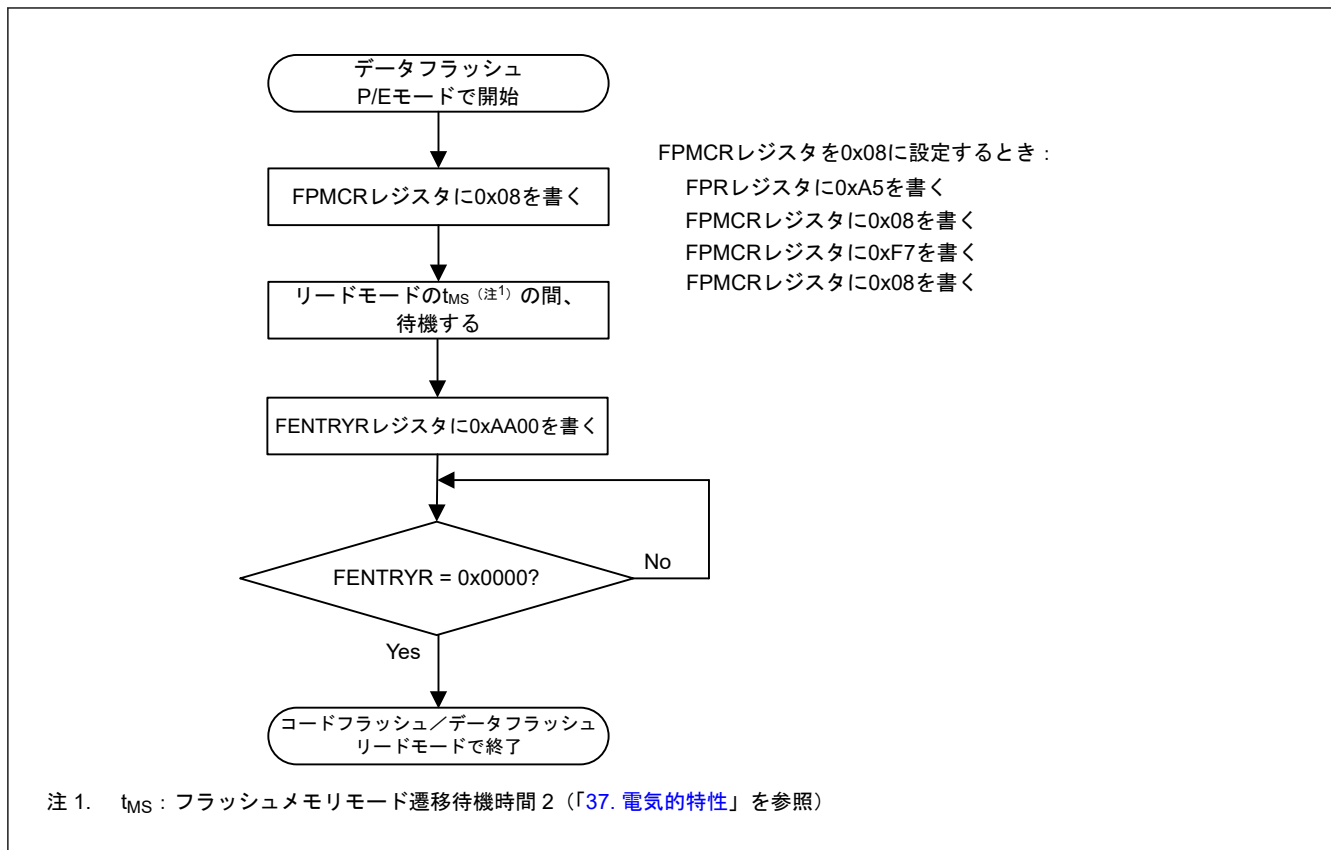 データフラッシュ
P/Eモードで開始
FPMCRレジスタに0x08を書く
リードモードのtMS（注1）の間、
待機する
FENTRYRレジスタに0xAA00を書く
FENTRYR = 0x0000?
No
Yes
コードフラッシュ／データフラッシュ
リードモードで終了
FPMCRレジスタを0x08に設定するとき：
FPRレジスタに0xA5を書く
FPMCRレジスタに0x08を書く
FPMCRレジスタに0xF7を書く
FPMCRレジスタに0x08を書く
注 1. tMS：フラッシュメモリモード遷移待機時間 2（「37. 電気的特性」を参照）